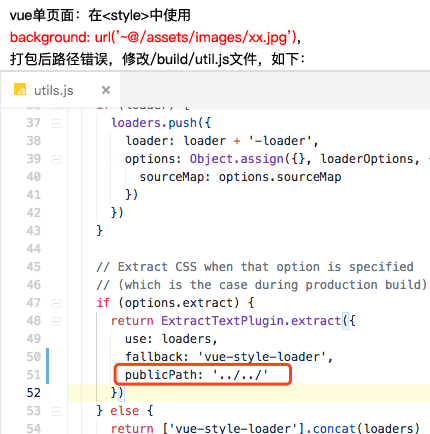 vue单页面：在<style>中使用
background: url('~@/assets/images/xx.jpg'),
打包后路径错误，修改/build/util.js文件，如下：
JS utils.js ×
37 loaders.push({
38 loader: loader + '-loader',
39 options: Object.assign({}, loaderOptions,
40 sourceMap: options.sourceMap
41 })
42 })
43 }
44
45 // Extract CSS when that option is specified
46 // (which is the case during production build)
47 if (options.extract) {
48 return ExtractTextPlugin.extract({
49 use: loaders,
50 fallback: 'vue-style-loader',
51 publicPath: '../../'
52 })
53 } else {
54 return ['vue-style-loader'].concat(loaders)